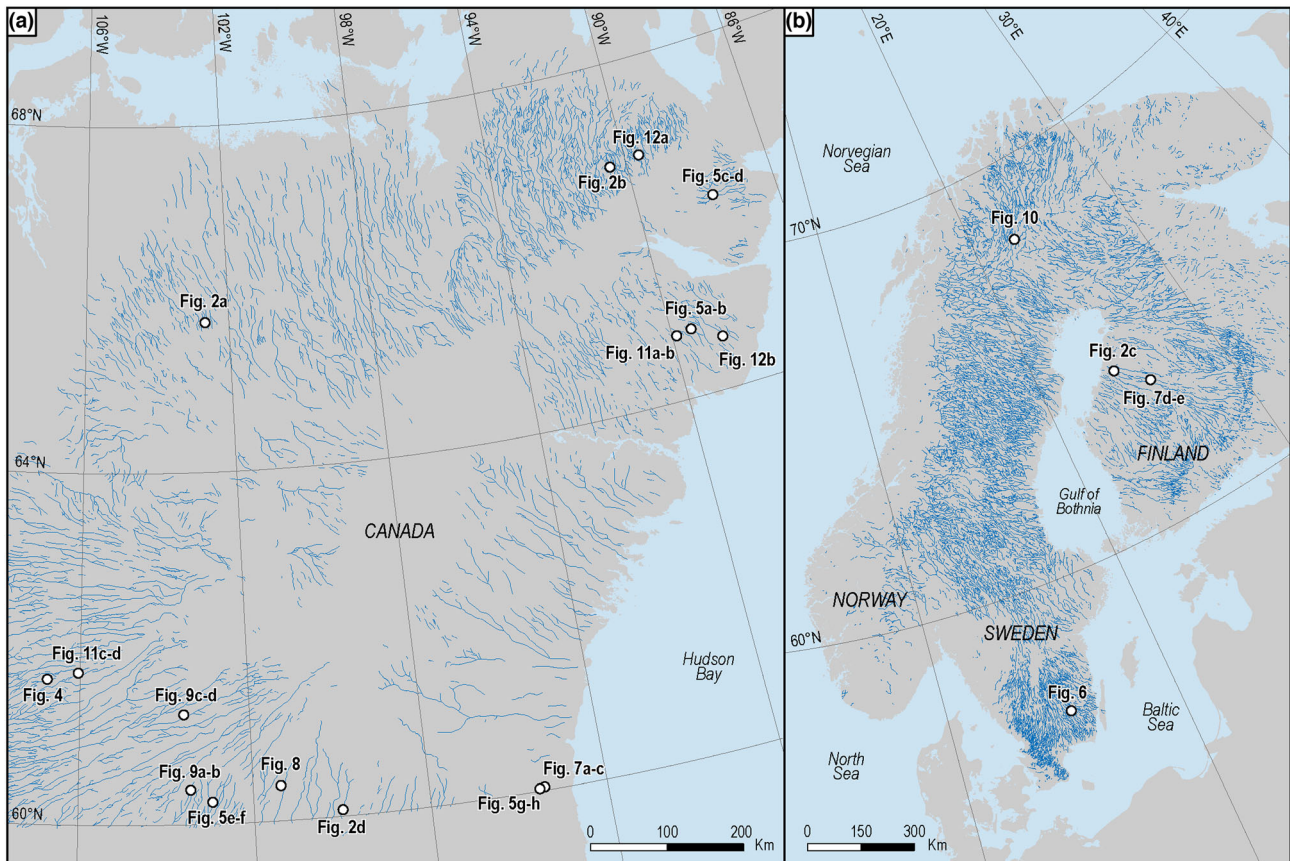 (a)
106°W
102°W
98°W
94°W
90°W
86°W
68°N
Fig. 12a
Fig. 2b
Fig. 5c-d
Fig. 2a
Fig. 5a-b
Fig. 11a-b
Fig. 12b
64°N
CANADA
Fig. 11c-d
Fig. 4
Fig. 9c-d
Hudson
Bay
Fig. 9a-b
Fig. 8
Fig. 7a-c
Fig. 5e-f
Fig. 2d
Fig. 5g-h
60°N
0 100 200
Km
(b)
20°E
30°E
40°E
Norwegian
Sea
70°N
Fig. 10
Fig. 2c
Fig. 7d-e
FINLAND
Gulf of
Bothnia
NORWAY
SWEDEN
60°N
Fig. 6
Baltic
Sea
North
Sea
0 150 300
Km